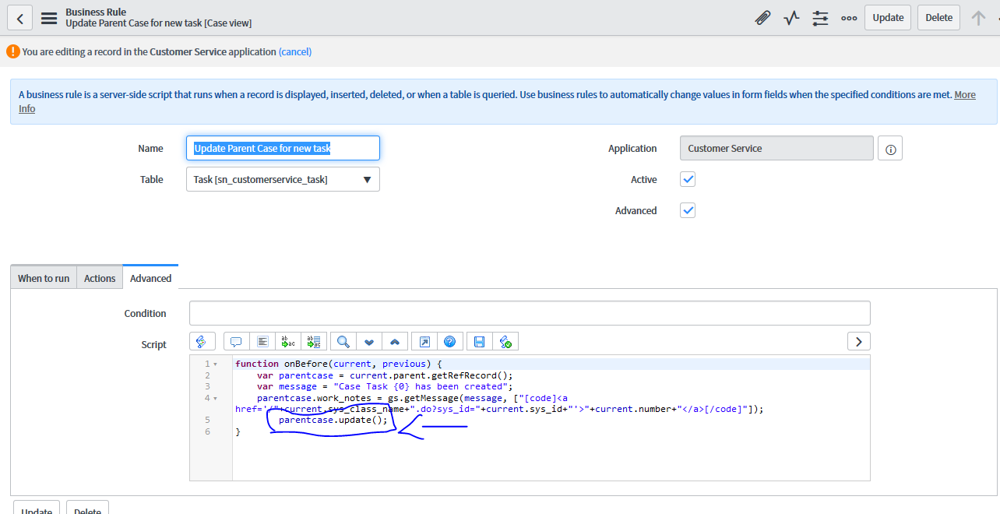 Business Rule
Update Parent Case for new task [Case view]
Update
Delete
You are editing a record in the Customer Service application (cancel)
A business rule is a server-side script that runs when a record is displayed, inserted, deleted, or when a table is queried. Use business rules to automatically change values in form fields when the specified conditions are met. More
Info
Name
Update Parent Case for new task
Application
Customer Service
Table
Task [sn_customerservice_task]
Active
Advanced
When to run
Actions
Advanced
Condition
Script
1 function onBefore(current, previous) {
2 var parentcase = current.parent.getRefRecord();
3 var message = "Case Task {0} has been created";
4 parentcase.work_notes = gs.getMessage(message, ["[code]<a
href='/"+current.sys_class_name+".do?sys_id="+current.sys_id+"'>"+current.number+"</a>[/code]"]);
5 parentcase.update();
6 }
Update
Delete